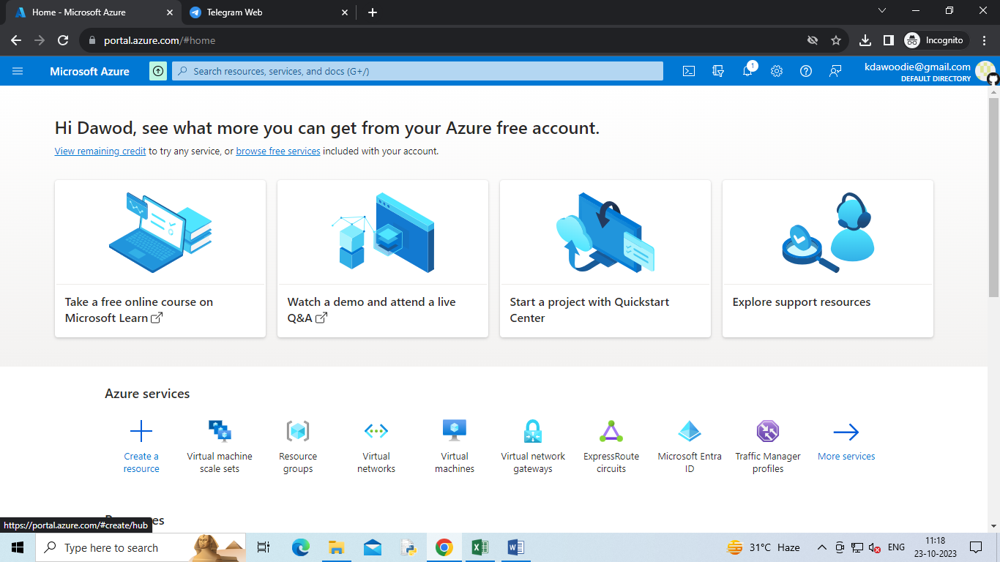 Home - Microsoft Azure
Telegram Web
portal.azure.com/#home
Incognito
Microsoft Azure
Search resources, services, and docs (G+/)
1
kdawoodie@gmail.com
DEFAULT DIRECTORY
Hi Dawod, see what more you can get from your Azure free account.
View remaining credit to try any service, or browse free services included with your account.
Take a free online course on
Microsoft Learn
Watch a demo and attend a live
Q&A
Start a project with Quickstart
Center
Explore support resources
Azure services
Create a
resource
Virtual machine
scale sets
Resource
groups
Virtual
networks
Virtual
machines
Virtual network
gateways
ExpressRoute
circuits
Microsoft Entra
ID
Traffic Manager
profiles
More services
https://portal.azure.com/#create/hub
Type here to search
31°C Haze
ENG
11:18
23-10-2023